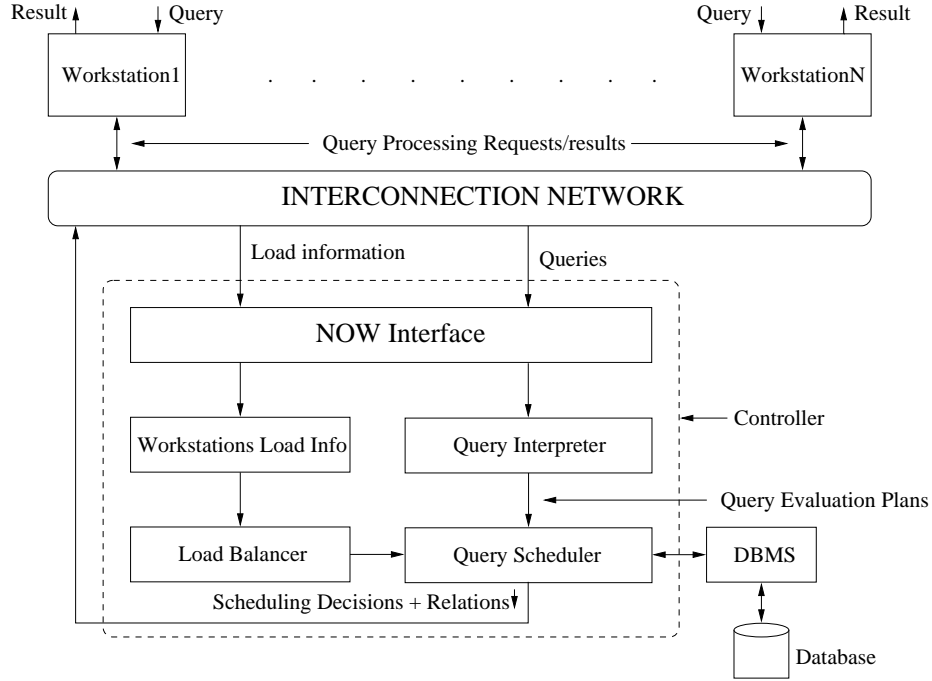 Result
Query
Query
Result
Workstation1
. . . . . . . . .
WorkstationN
Query Processing Requests/results
INTERCONNECTION NETWORK
Load information
Queries
NOW Interface
Controller
Workstations Load Info
Query Interpreter
Query Evaluation Plans
Load Balancer
Query Scheduler
DBMS
Scheduling Decisions + Relations
Database